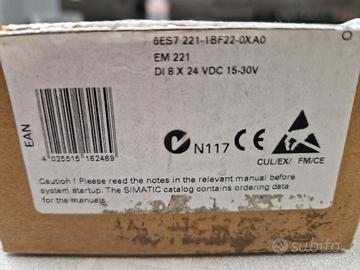 6ES7 221-1BF22-0XA0
EM 221
DI 8 X 24 VDC 15-30V
EAN
4 025515 162469
N117 CE
CUL/EX/ FM/CE
Caution ! Please read the notes in the relevant manual before
system startup. The SIMATIC catalog contains ordering data
for the manuals.
subito